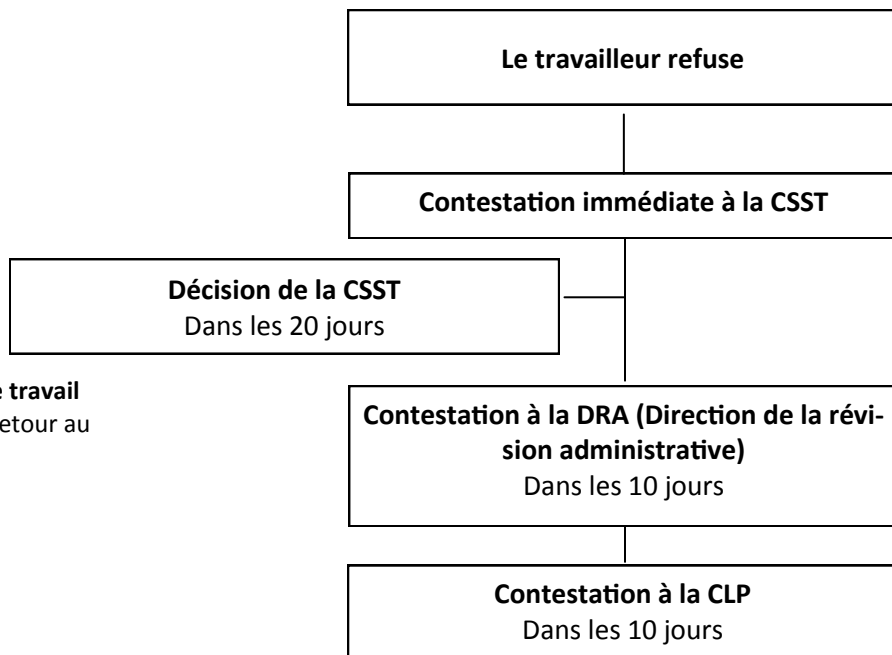 Le travailleur refuse
Contestation immédiate à la CSST
Décision de la CSST
Dans les 20 jours
travail
etour au
Contestation à la DRA (Direction de la révi-
sion administrative)
Dans les 10 jours
Contestation à la CLP
Dans les 10 jours